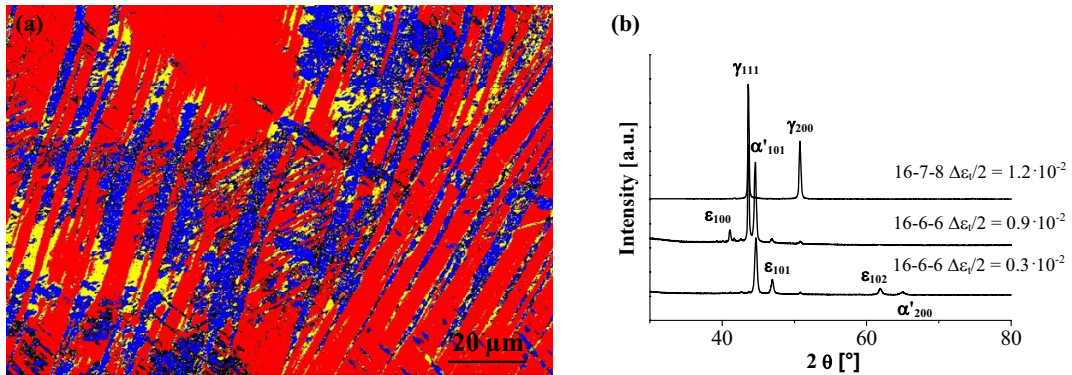 (a)
20 µm
(b)
γ111
α'101
γ200
16-7-8 Δεt/2 = 1.2·10-2
ε100
16-6-6 Δεt/2 = 0.9·10-2
ε101
16-6-6 Δεt/2 = 0.3·10-2
ε102
α'200
Intensity [a.u.]
40 60 80
2 θ [°]